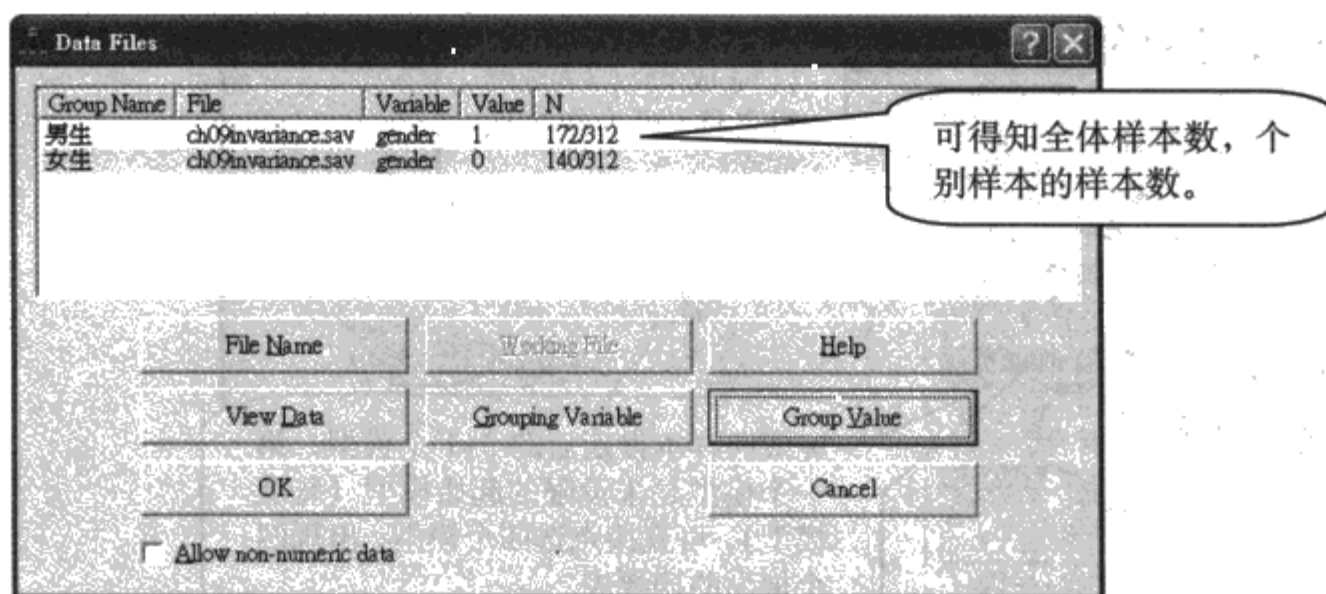 Data Files
Group Name File Variable Value N
男生 ch09invariance.sav gender 1 172/312
女生 ch09invariance.sav gender 0 140/312
可得知全体样本数，个
别样本的样本数。
File Name Working File Help
View Data Grouping Variable Group Value
OK Cancel
Allow non-numeric data